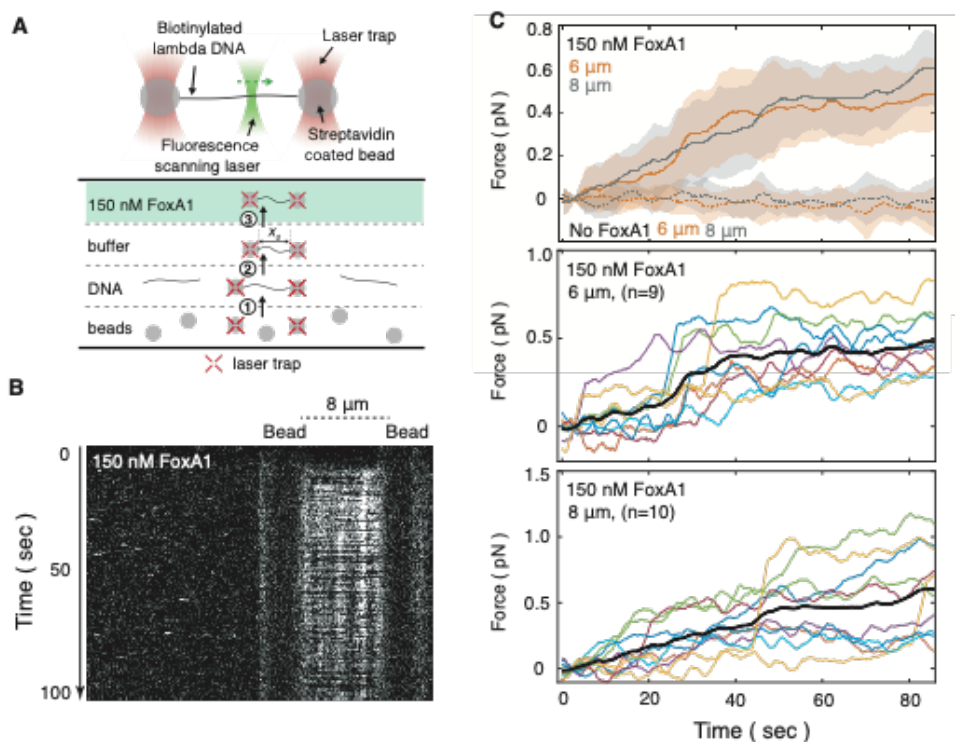 A
Biotinylated
lambda DNA
Laser trap
Fluorescence
scanning laser
Streptavidin
coated bead
150 nM FoxA1
③
buffer
x₀
②
DNA
①
beads
laser trap
B
8 µm
Bead
Bead
150 nM FoxA1
0
50
100
Time ( sec )
C
150 nM FoxA1
6 µm
8 µm
No FoxA1 6 µm 8 µm
0.8
0.6
0.4
0.2
0
Force ( pN )
150 nM FoxA1
6 µm, (n=9)
1.0
0.5
0
Force ( pN )
150 nM FoxA1
8 µm, (n=10)
1.5
1.0
0.5
0
Force ( pN )
0 20 40 60 80
Time ( sec )